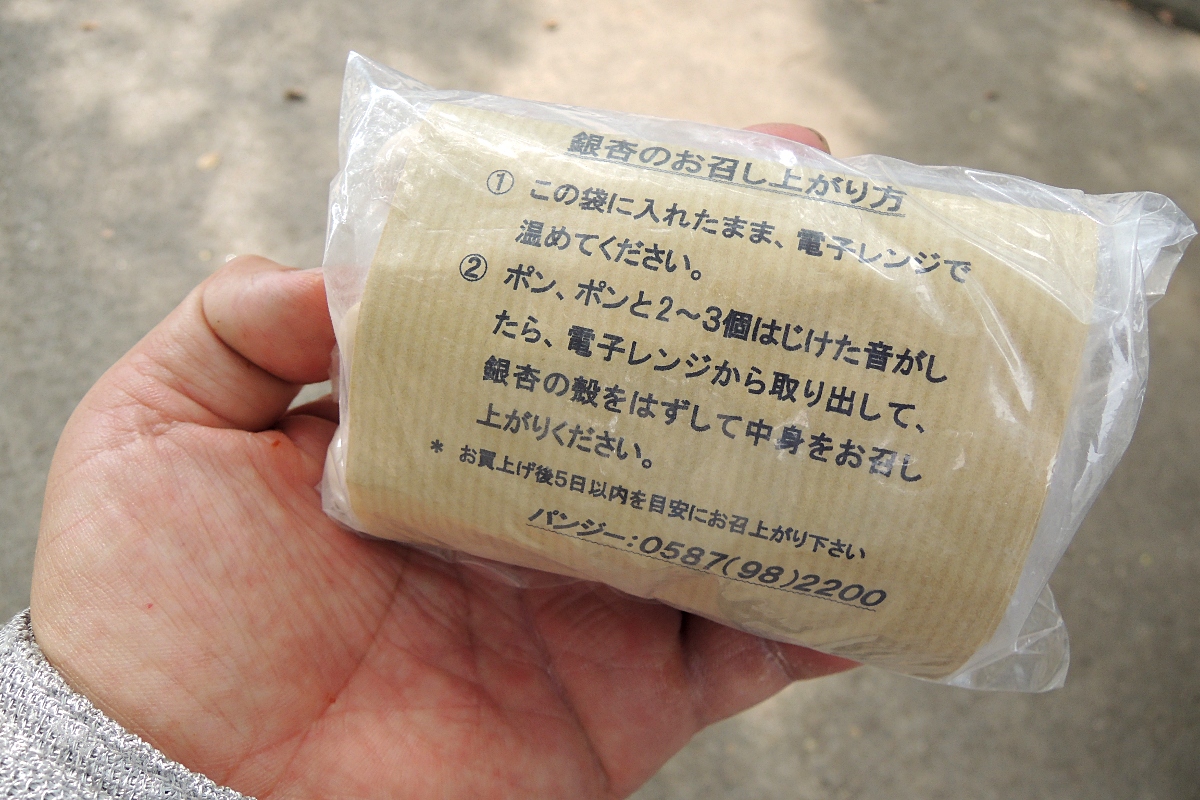 銀杏のお召し上がり方
① この袋に入れたまま、電子レンジで
温めてください。
② ポン、ポンと2～3個はじけた音がし
たら、電子レンジから取り出して、
銀杏の殻をはずして中身をお召し
上がりください。
* お買上げ後5日以内を目安にお召上がり下さい
パンジー:0587(98)2200